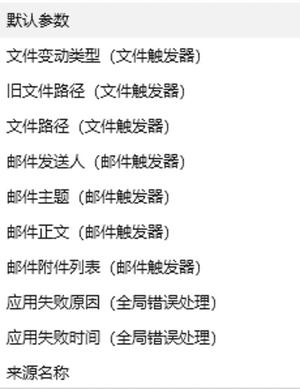 默认参数
文件变动类型（文件触发器）
旧文件路径（文件触发器）
文件路径（文件触发器）
邮件发送人（邮件触发器）
邮件主题（邮件触发器）
邮件正文（邮件触发器）
邮件附件列表（邮件触发器）
应用失败原因（全局错误处理）
应用失败时间（全局错误处理）
来源名称